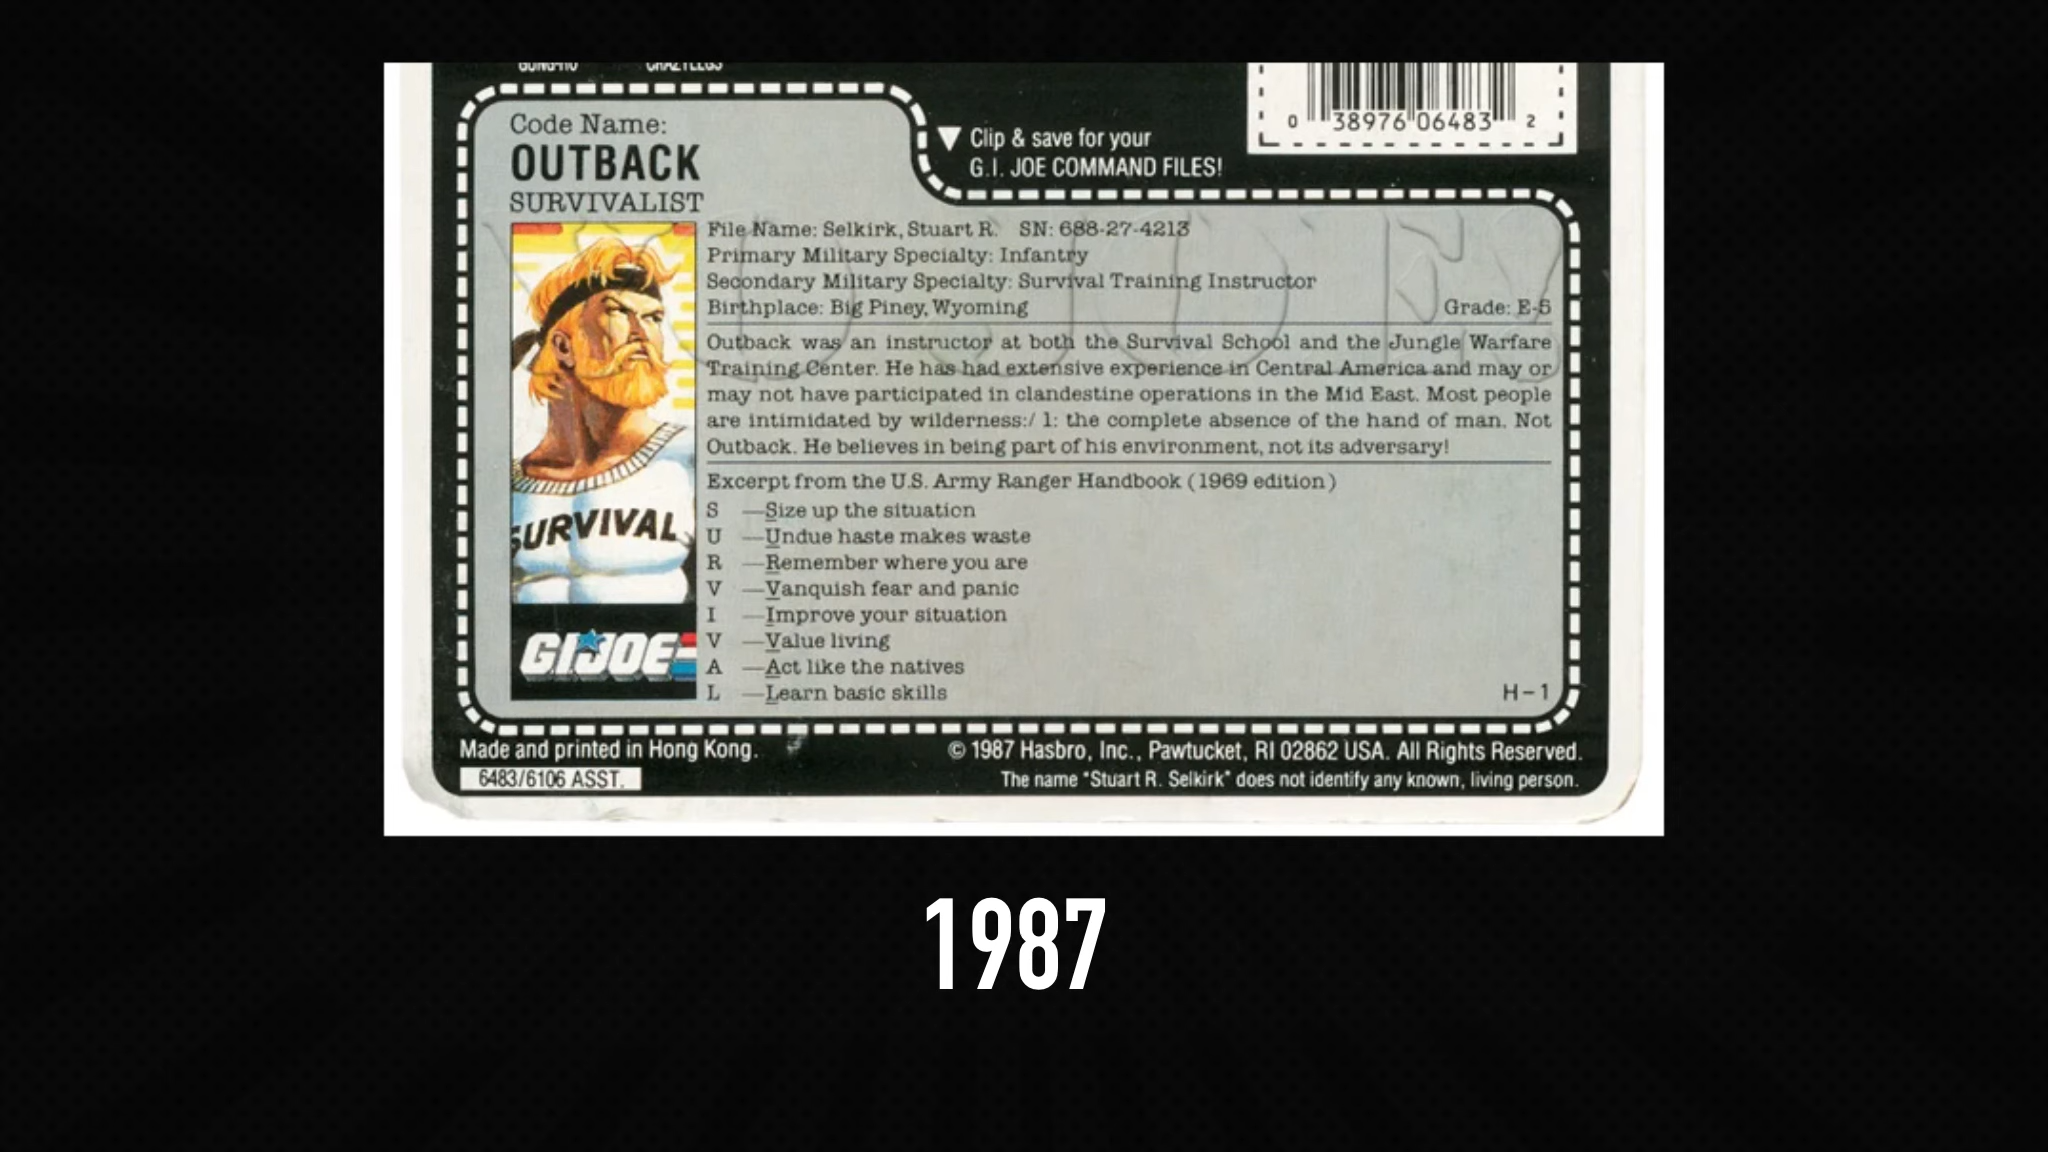 GUNG-HO CRAZYLEGS
0 38976 06483 2
Clip & save for your
G.I. JOE COMMAND FILES!
Code Name:
OUTBACK
SURVIVALIST
YO JOE!
File Name: Selkirk, Stuart R. SN: 688-27-4213
Primary Military Specialty: Infantry
Secondary Military Specialty: Survival Training Instructor
Birthplace: Big Piney, Wyoming Grade: E-5
Outback was an instructor at both the Survival School and the Jungle Warfare
Training Center. He has had extensive experience in Central America and may or
may not have participated in clandestine operations in the Mid East. Most people
are intimidated by wilderness:/ 1: the complete absence of the hand of man. Not
Outback. He believes in being part of his environment, not its adversary!
Excerpt from the U.S. Army Ranger Handbook (1969 edition)
S —Size up the situation
U —Undue haste makes waste
R —Remember where you are
V —Vanquish fear and panic
I —Improve your situation
V —Value living
A —Act like the natives
L —Learn basic skills
H-1
SURVIVAL
GI JOE
Made and printed in Hong Kong.
6483/6106 ASST.
© 1987 Hasbro, Inc., Pawtucket, RI 02862 USA. All Rights Reserved.
The name "Stuart R. Selkirk" does not identify any known, living person.
1987